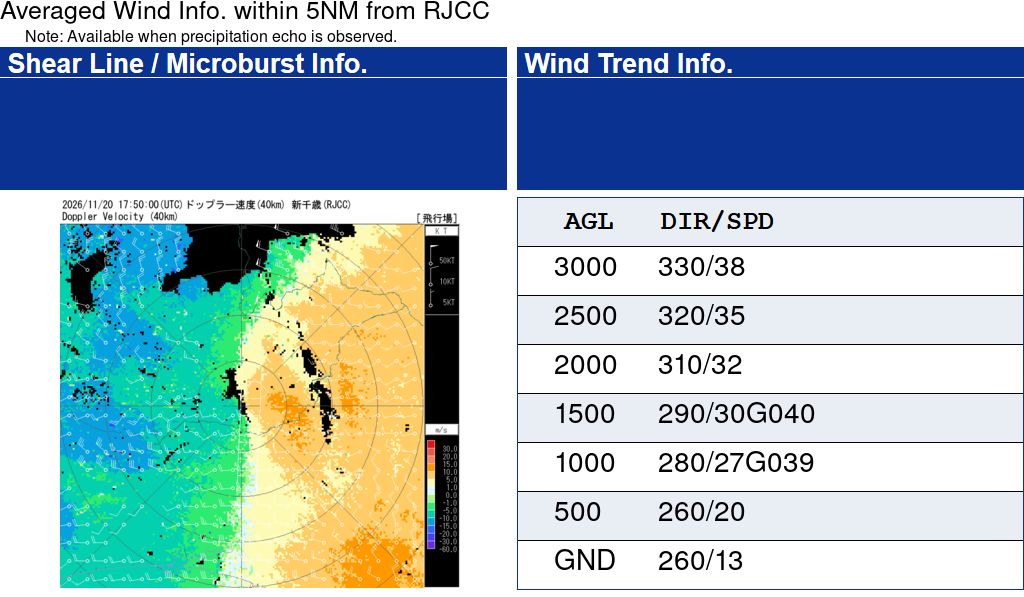 Averaged Wind Info. within 5NM from RJCC
Note: Available when precipitation echo is observed.
Shear Line / Microburst Info.
Wind Trend Info.
2026/11/20 17:50:00(UTC) ドップラー速度(40km) 新千歳(RJCC)
Doppler Velocity (40km)
[飛行場]
KT
50KT
10KT
5KT
m/s
30.0
20.0
15.0
10.0
5.0
1.0
0.0
-1.0
-5.0
-10.0
-15.0
-20.0
-30.0
-60.0
AGL DIR/SPD
3000 330/38
2500 320/35
2000 310/32
1500 290/30G040
1000 280/27G039
500 260/20
GND 260/13